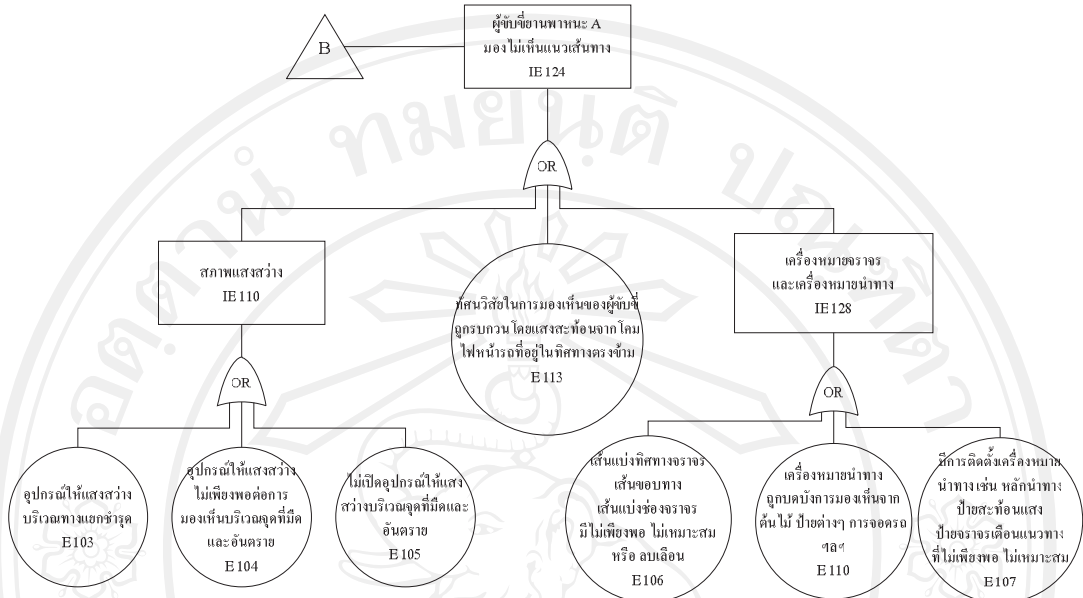 B
ผู้ขับขี่ยานพาหนะ A
มองไม่เห็นแนวเส้นทาง
IE124
OR
สภาพแสงสว่าง
IE110
ทัศนวิสัยในการมองเห็นของผู้ขับขี่
ถูกรบกวนโดยแสงสะท้อนจากโคม
ไฟหน้ารถที่อยู่ในทิศทางตรงข้าม
E113
เครื่องหมายจราจร
และเครื่องหมายนำทาง
IE128
OR
OR
อุปกรณ์ให้แสงสว่าง
บริเวณทางแยกชำรุด
E103
อุปกรณ์ให้แสงสว่าง
ไม่เพียงพอต่อการ
มองเห็นบริเวณจุดที่มืด
และอันตราย
E104
ไม่เปิดอุปกรณ์ให้แสง
สว่างบริเวณจุดที่มืดและ
อันตราย
E105
เส้นแบ่งทิศทางจราจร
เส้นขอบทาง
เส้นแบ่งช่องจราจร
มีไม่เพียงพอ ไม่เหมาะสม
หรือ ลบเลือน
E106
เครื่องหมายนำทาง
ถูกบดบังการมองเห็นจาก
ต้นไม้ ป้ายต่างๆ การจอดรถ
ฯลฯ
E110
มีการติดตั้งเครื่องหมาย
นำทาง เช่น หลักนำทาง
ป้ายสะท้อนแสง
ป้ายจราจรเตือนแนวทาง
ที่ไม่เพียงพอ ไม่เหมาะสม
E107